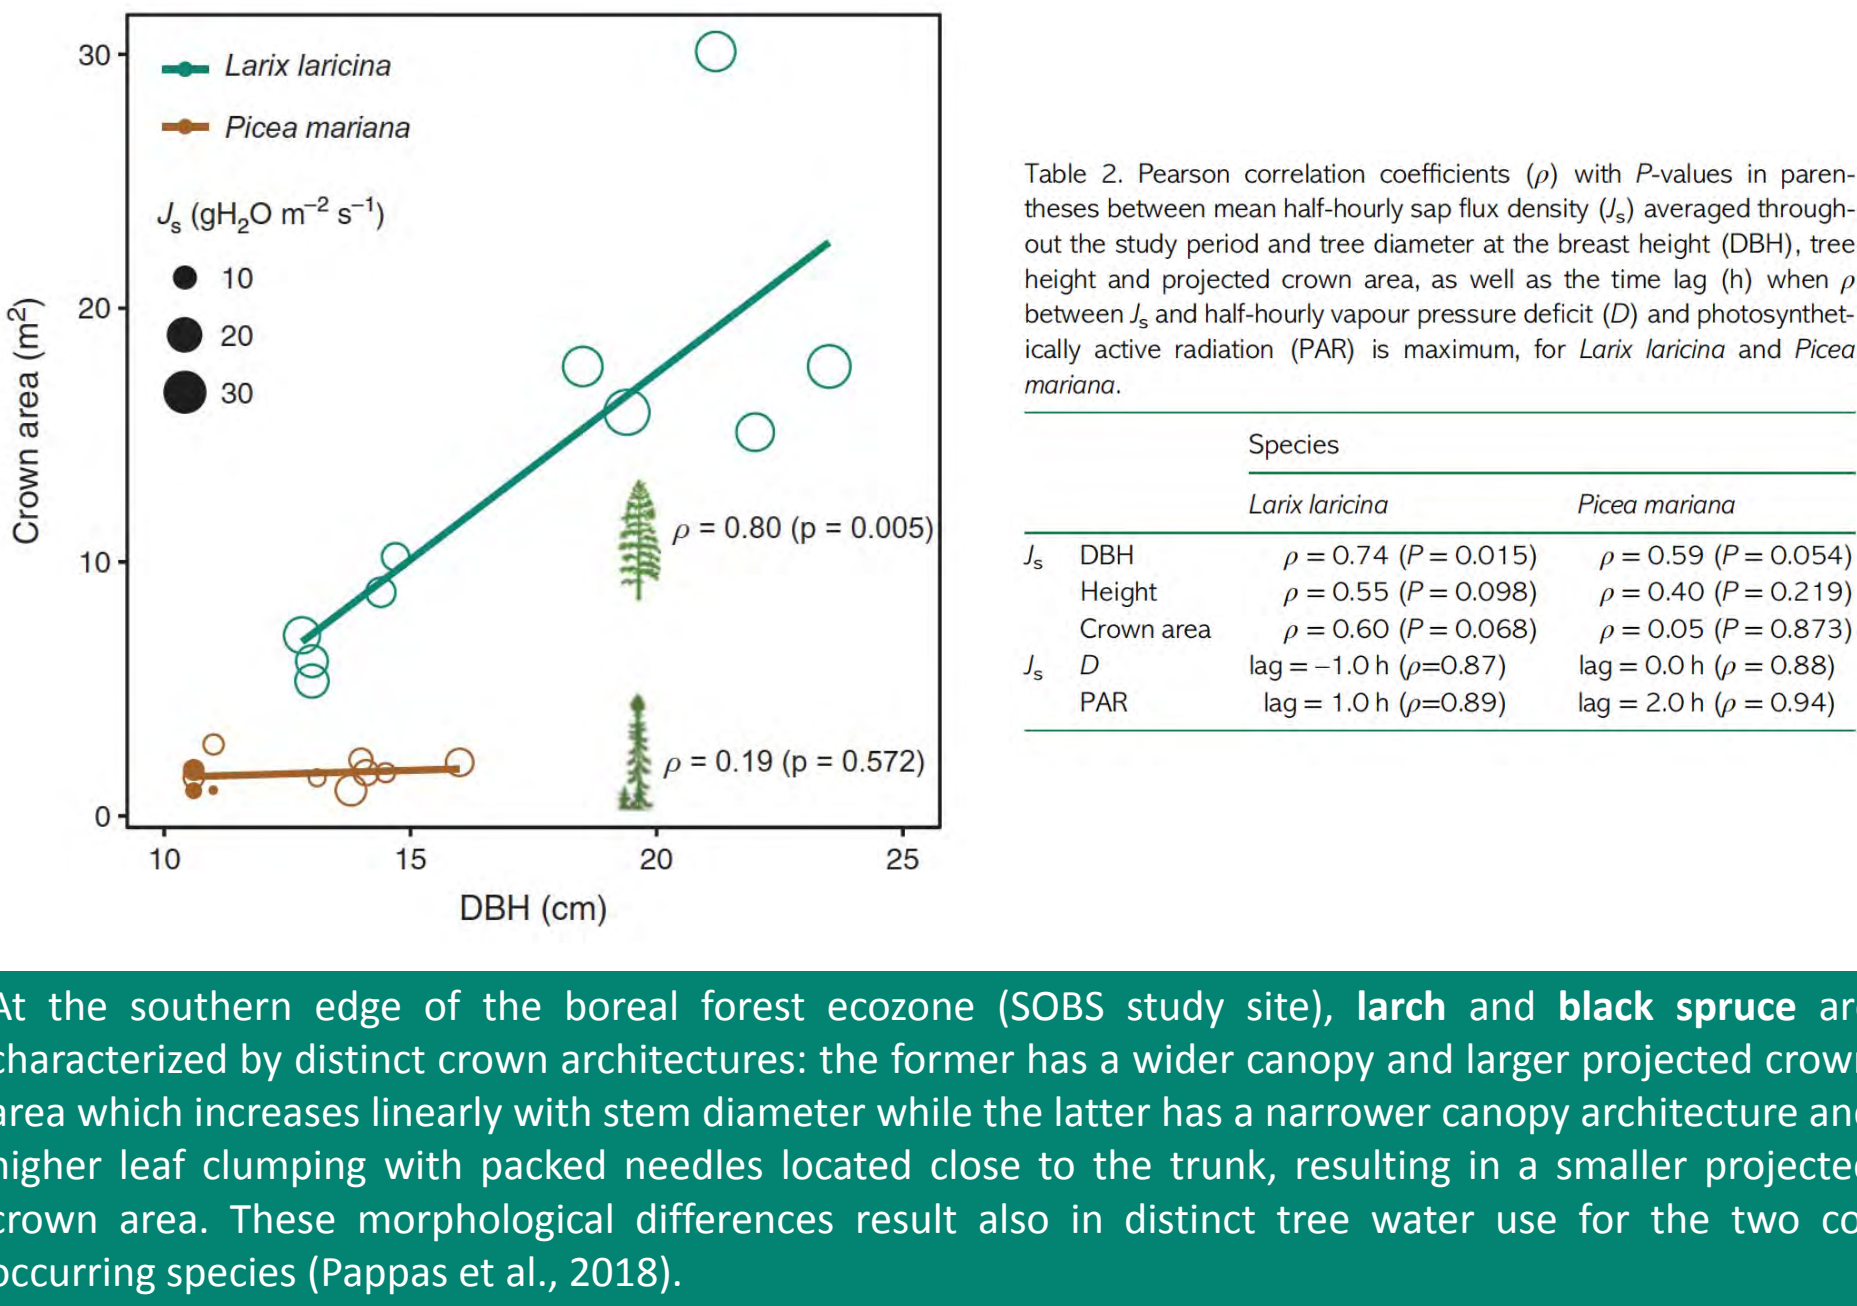 30
20
10
0
Crown area (m²)
Larix laricina
Picea mariana
Js (gH2O m−2 s−1)
10
20
30
ρ = 0.80 (p = 0.005)
ρ = 0.19 (p = 0.572)
10 15 20 25
DBH (cm)
Table 2. Pearson correlation coefficients (ρ) with P-values in paren-
theses between mean half-hourly sap flux density (Js) averaged through-
out the study period and tree diameter at the breast height (DBH), tree
height and projected crown area, as well as the time lag (h) when ρ
between Js and half-hourly vapour pressure deficit (D) and photosynthet-
ically active radiation (PAR) is maximum, for Larix laricina and Picea
mariana.
Species
Larix laricina Picea mariana
Js DBH ρ = 0.74 (P = 0.015) ρ = 0.59 (P = 0.054)
Height ρ = 0.55 (P = 0.098) ρ = 0.40 (P = 0.219)
Crown area ρ = 0.60 (P = 0.068) ρ = 0.05 (P = 0.873)
Js D lag = −1.0 h (ρ=0.87) lag = 0.0 h (ρ = 0.88)
PAR lag = 1.0 h (ρ=0.89) lag = 2.0 h (ρ = 0.94)
At the southern edge of the boreal forest ecozone (SOBS study site), larch and black spruce are
characterized by distinct crown architectures: the former has a wider canopy and larger projected crown
area which increases linearly with stem diameter while the latter has a narrower canopy architecture and
higher leaf clumping with packed needles located close to the trunk, resulting in a smaller projected
crown area. These morphological differences result also in distinct tree water use for the two co
occurring species (Pappas et al., 2018).